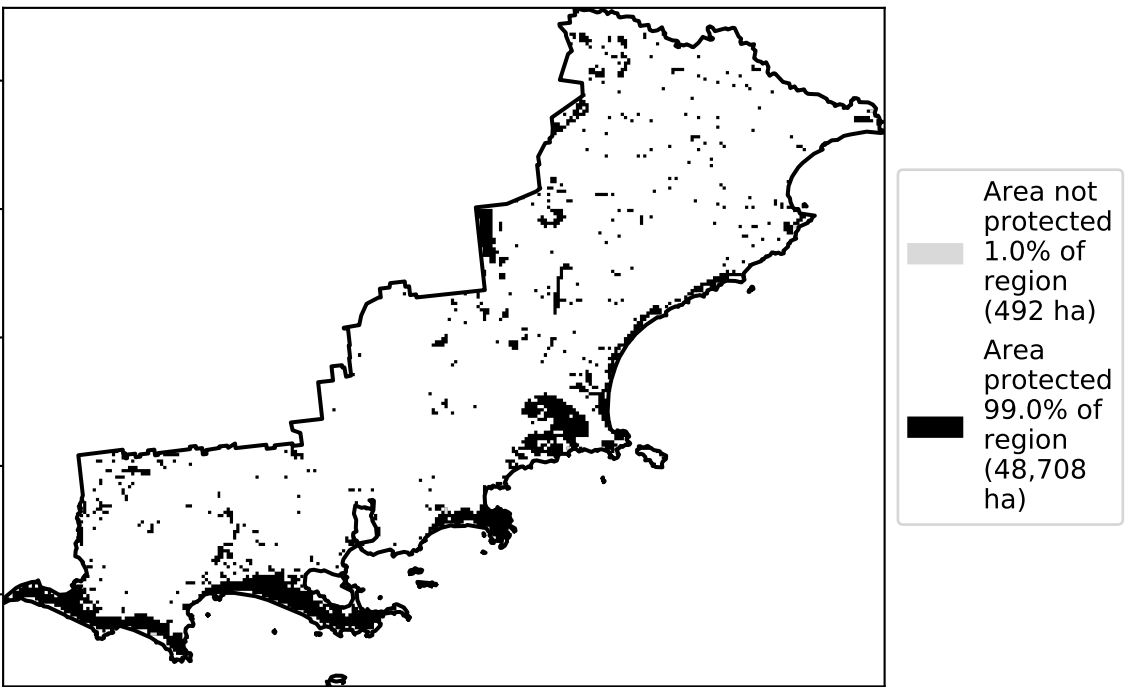 Area not
protected
1.0% of
region
(492 ha)
Area
protected
99.0% of
region
(48,708
ha)